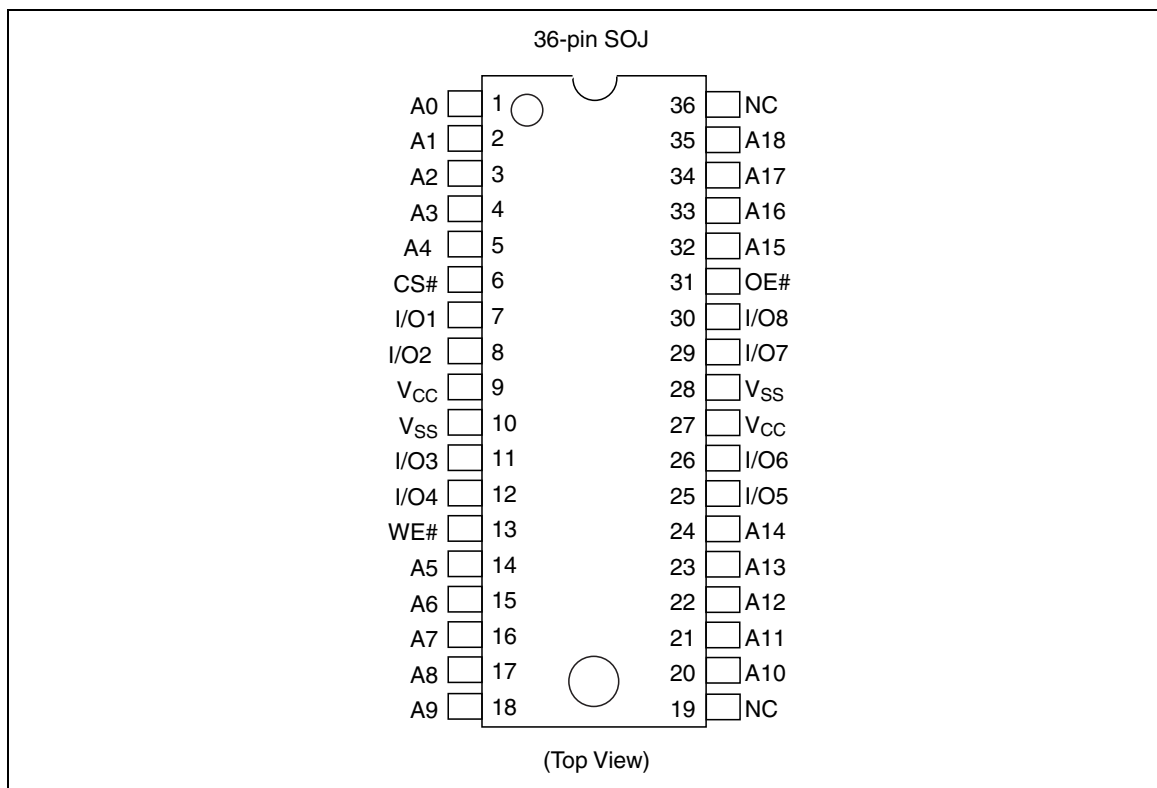 36-pin SOJ
A0 1 36 NC
A1 2 35 A18
A2 3 34 A17
A3 4 33 A16
A4 5 32 A15
CS# 6 31 OE#
I/O1 7 30 I/O8
I/O2 8 29 I/O7
VCC 9 28 VSS
VSS 10 27 VCC
I/O3 11 26 I/O6
I/O4 12 25 I/O5
WE# 13 24 A14
A5 14 23 A13
A6 15 22 A12
A7 16 21 A11
A8 17 20 A10
A9 18 19 NC
(Top View)